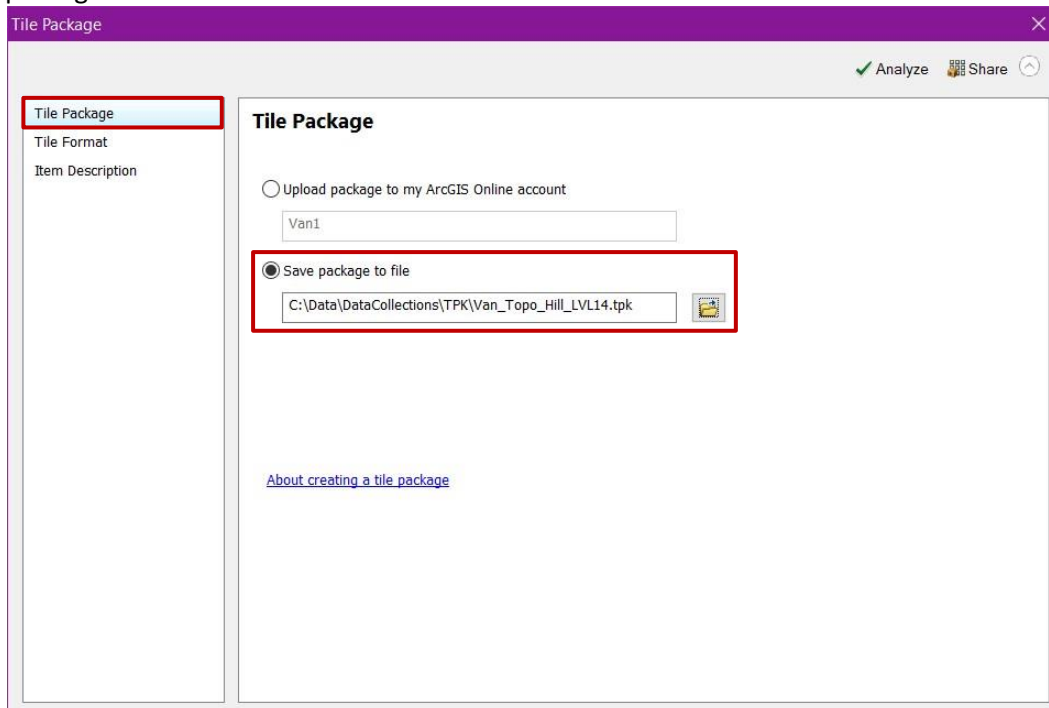 Tile Package
Analyze Share
Tile Package
Tile Format
Item Description
Tile Package
Upload package to my ArcGIS Online account
Van1
Save package to file
C:\Data\DataCollections\TPK\Van_Topo_Hill_LVL14.tpk
About creating a tile package